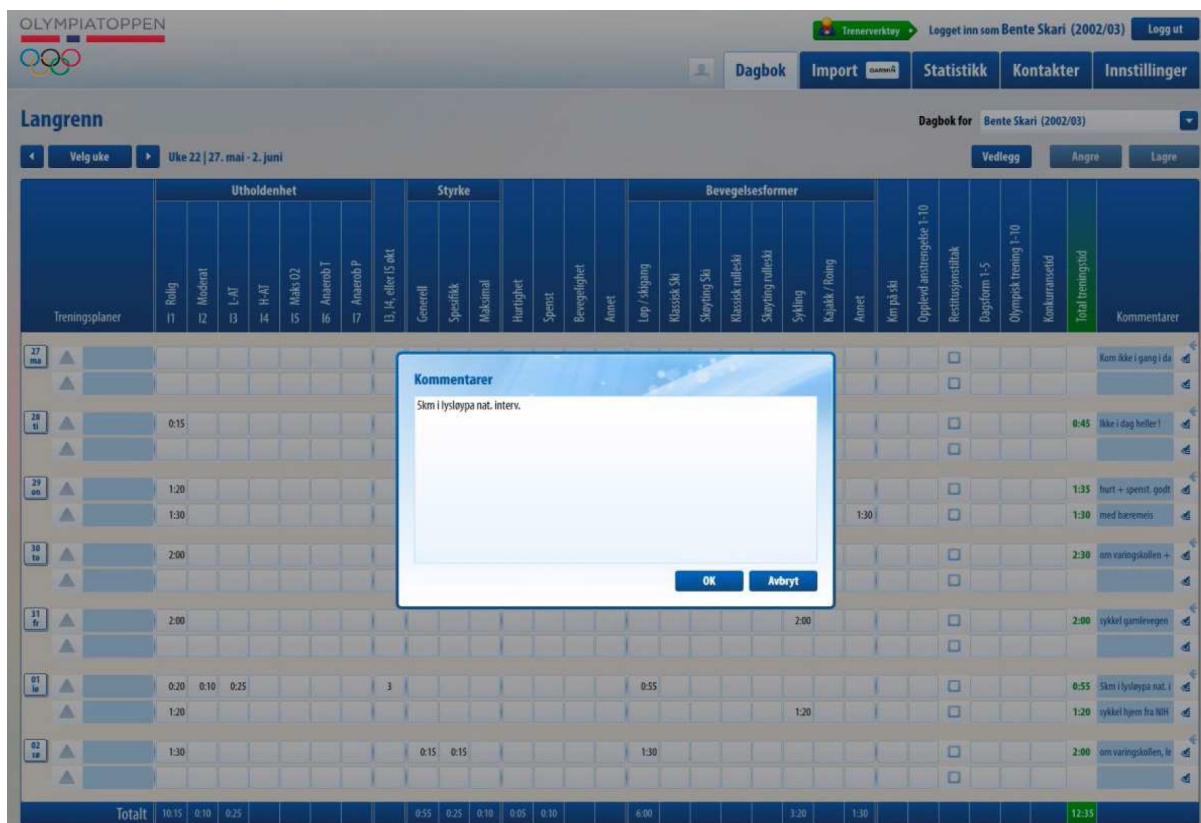 OLYMPIATOPPEN
Trenerverktøy
Logget inn som Bente Skari (2002/03)
Logg ut
Dagbok
Import GARMIN
Statistikk
Kontakter
Innstillinger
Langrenn
Dagbok for Bente Skari (2002/03)
Velg uke
Uke 22 | 27. mai - 2. juni
Vedlegg
Angre
Lagre
Utholdenhet
Styrke
Bevegelsesformer
Treningsplaner
Rolig I1
Moderat I2
L-AT I3
H-AT I4
Maks O2 I5
Anaerob T I6
Anaerob P I7
I3, I4, eller I5 økt
Generell
Spesifikk
Maksimal
Hurtighet
Spenst
Bevegelighet
Annet
Løp / skigang
Klassisk Ski
Skøyting Ski
Klassisk rulleski
Skøyting rulleski
Sykling
Kajakk / Roing
Annet
Km på ski
Opplevd anstrengelse 1-10
Restitusjonstiltak
Dagsform 1-5
Olympisk trening 1-10
Konkurransetid
Total treningstid
Kommentarer
27 ma Kom ikke i gang i da
28 ti 0:15 0:45 Ikke i dag heller !
29 on 1:20 1:35 hurt + spenst. godt
1:30 1:30 1:30 med bæremeis
30 to 2:00 2:30 om varingskollen +
31 fr 2:00 2:00 2:00 sykkel gamlevegen
01 lø 0:20 0:10 0:25 3 0:55 0:55 5km i lysløypa nat. i
1:20 1:20 1:20 sykkel hjem fra NIH
02 sø 1:30 0:15 0:15 1:30 2:00 om varingskollen, le
Totalt 10:15 0:10 0:25 0:55 0:25 0:10 0:05 0:10 6:00 3:20 1:30 12:35
Kommentarer
5km i lysløypa nat. interv.
OK
Avbryt